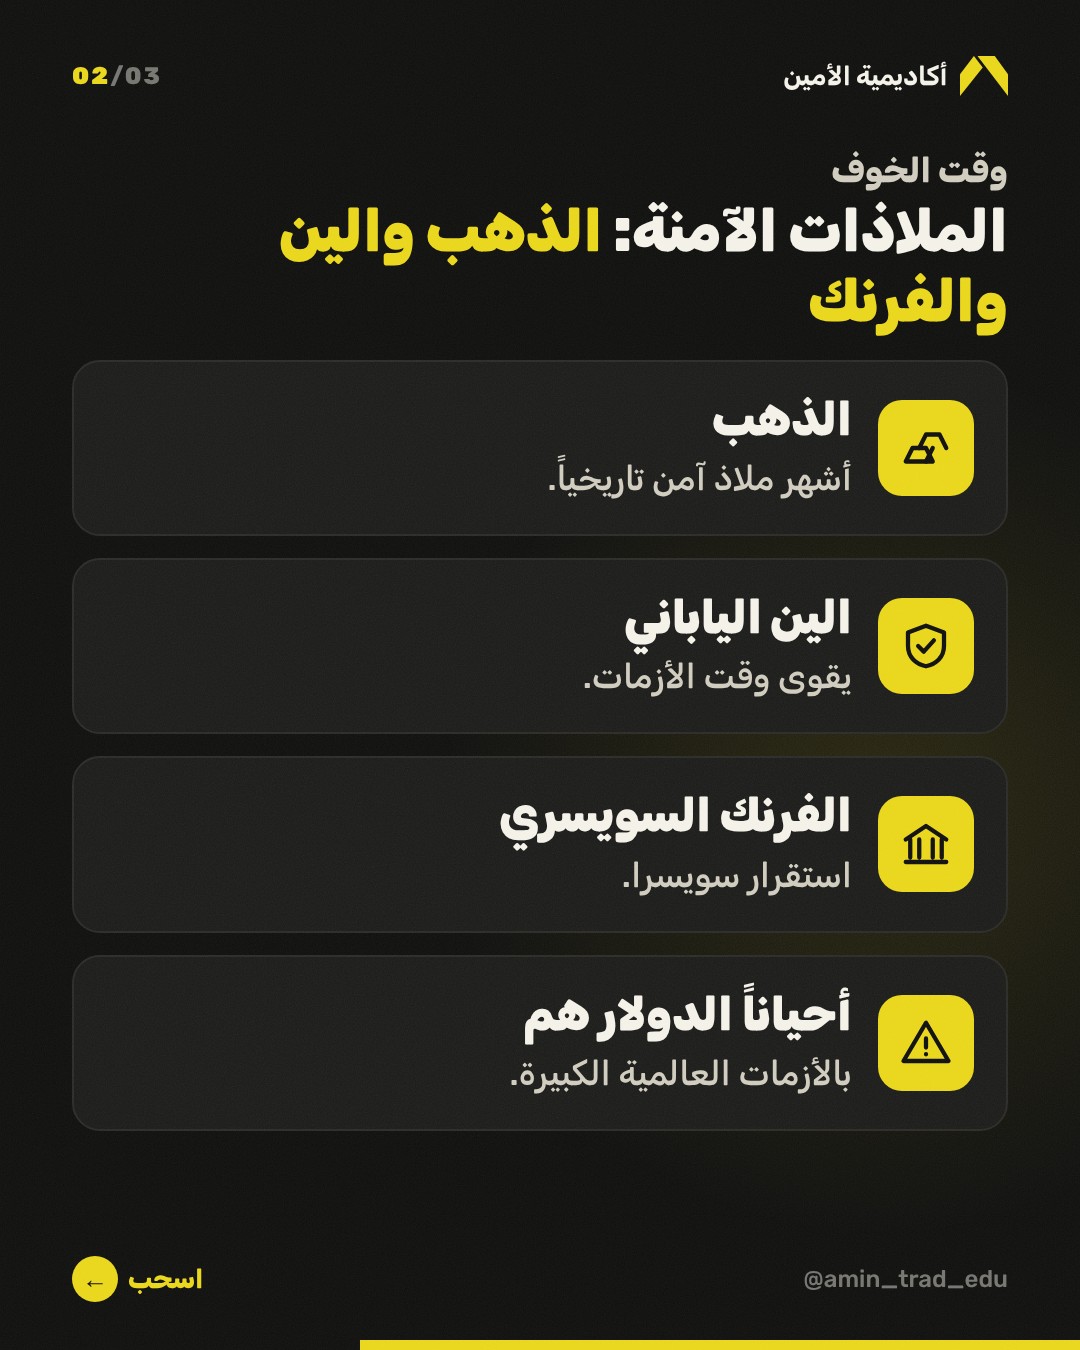 أكاديمية الأمين
02/03
وقت الخوف
الملاذات الآمنة: الذهب والين
والفرنك
الذهب
أشهر ملاذ آمن تاريخياً.
الين الياباني
يقوى وقت الأزمات.
الفرنك السويسري
استقرار سويسرا.
أحياناً الدولار هم
بالأزمات العالمية الكبيرة.
@amin_trad_edu
اسحب ←